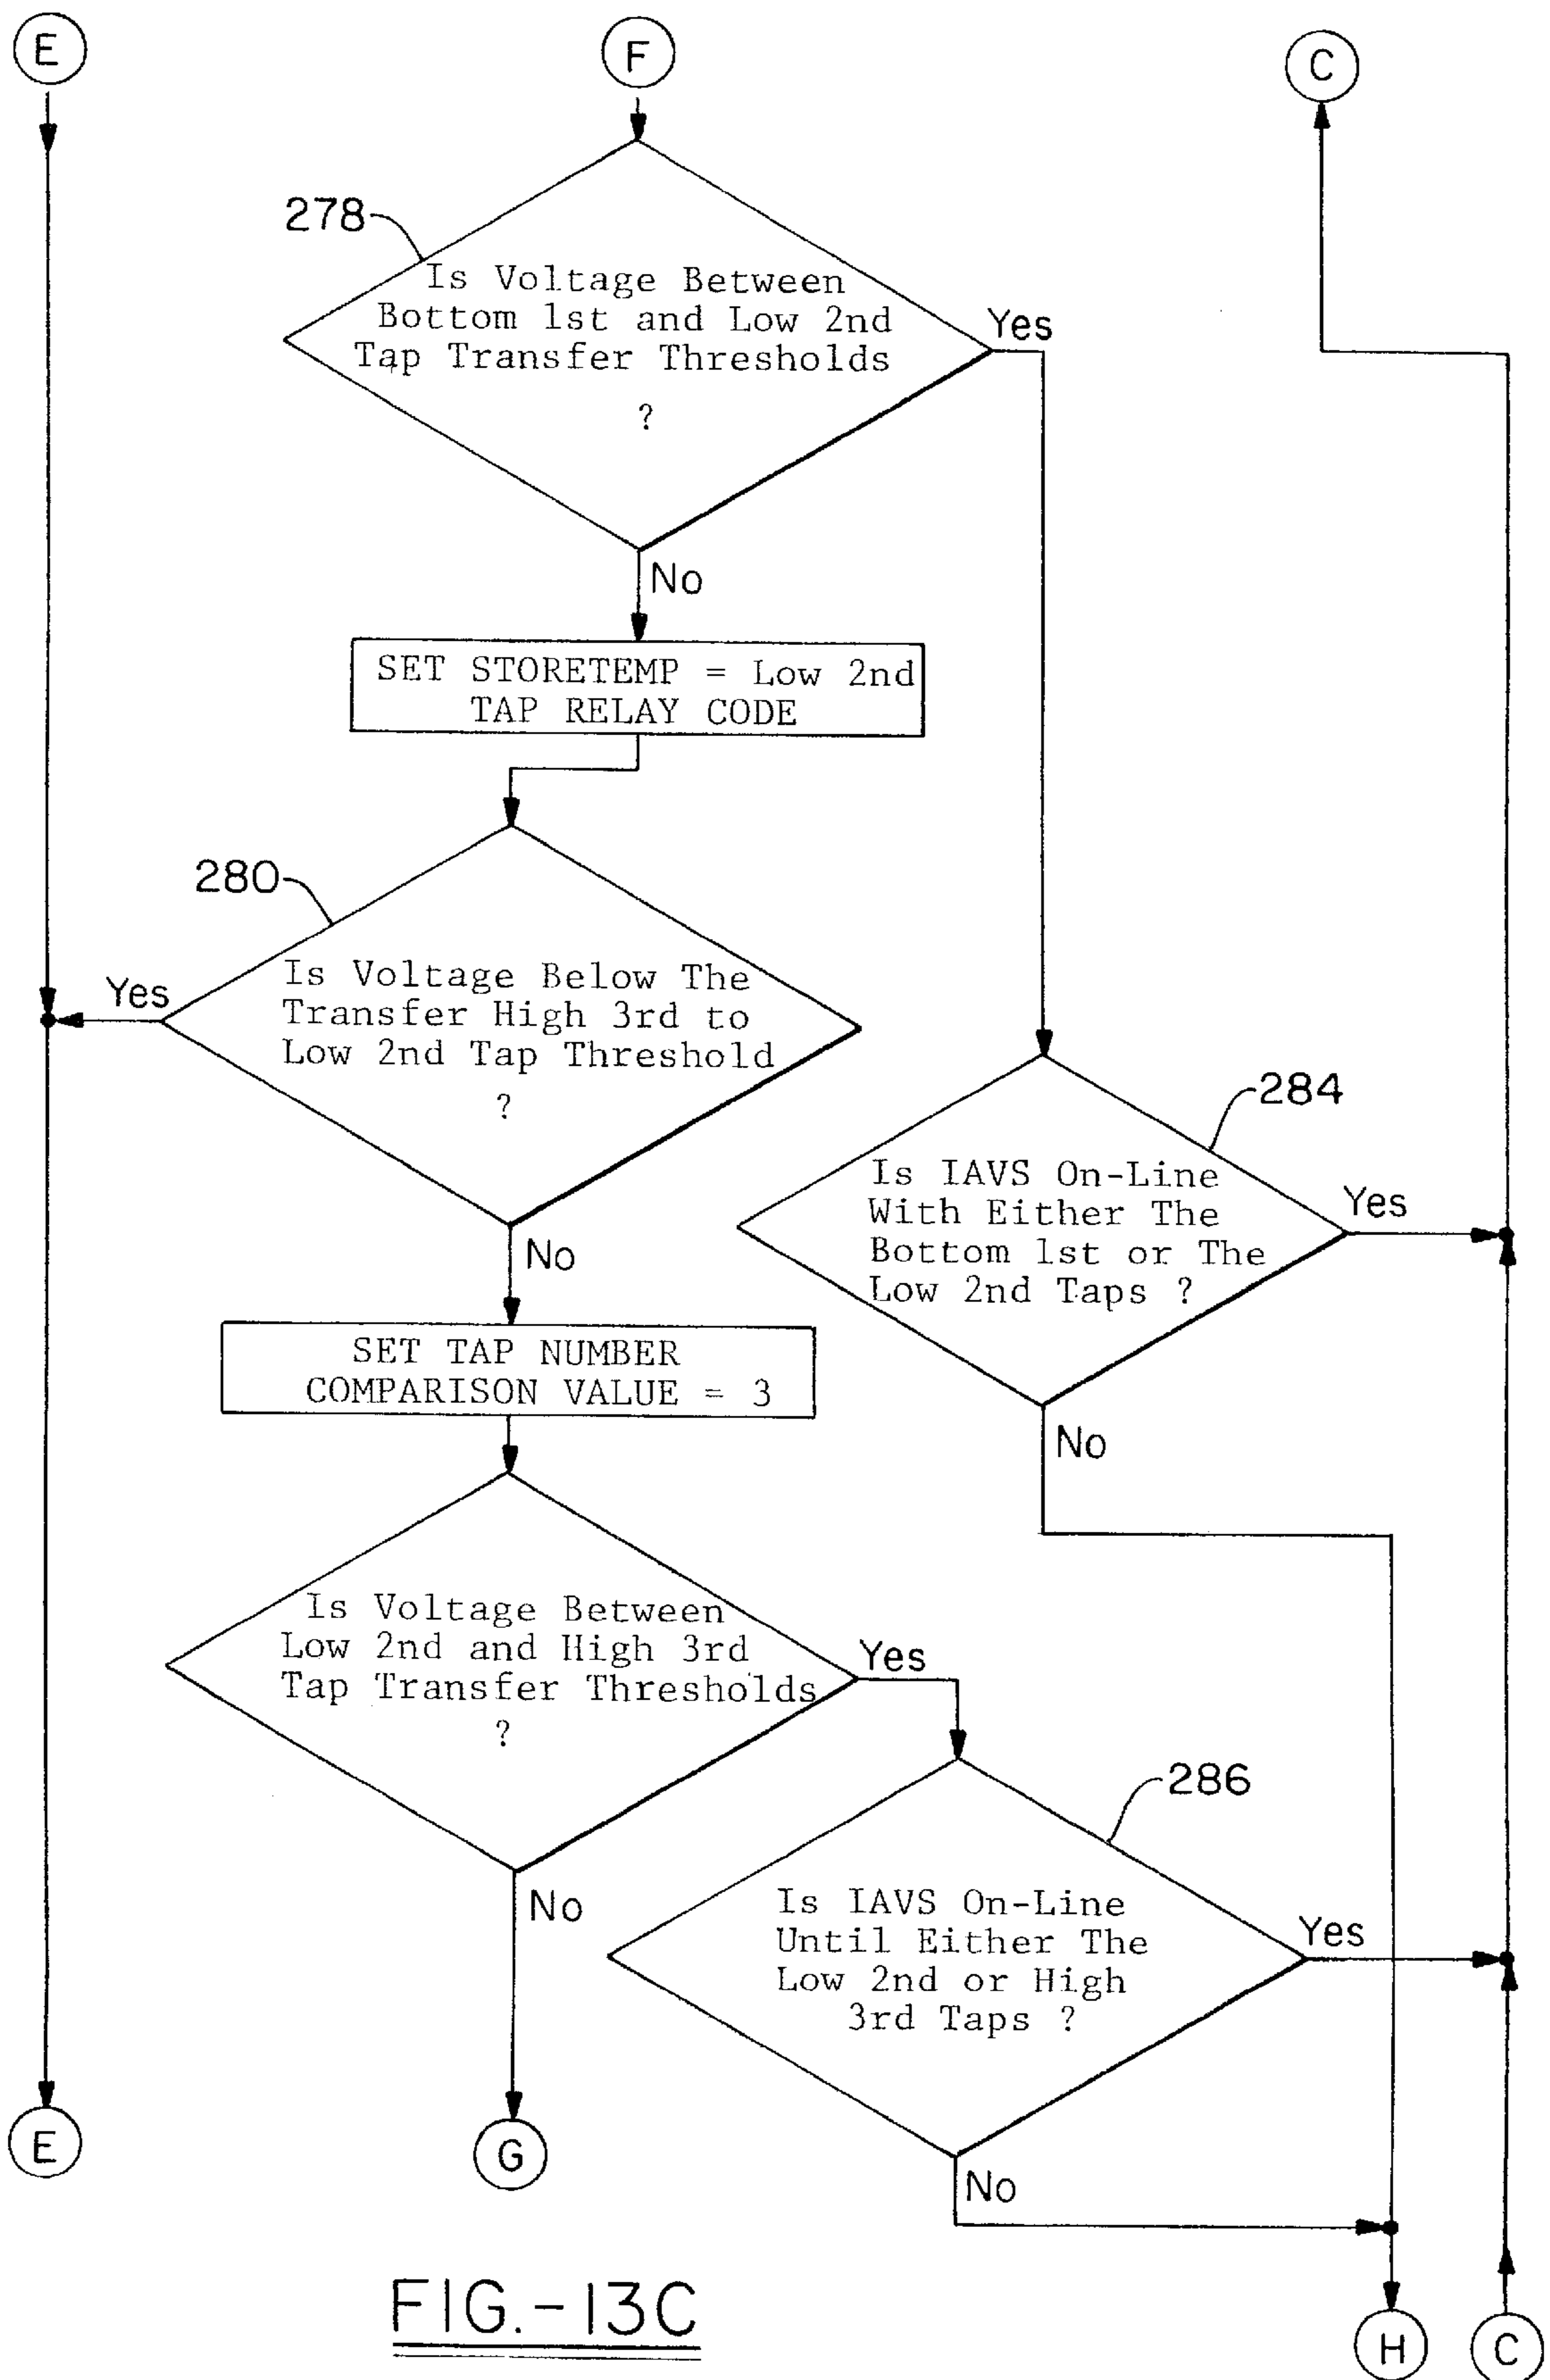 E
F
C
278
Is Voltage Between
Bottom 1st and Low 2nd
Tap Transfer Thresholds
?
Yes
No
SET STORETEMP = Low 2nd
TAP RELAY CODE
280
Is Voltage Below The
Transfer High 3rd to
Low 2nd Tap Threshold
?
Yes
No
284
Is IAVS On-Line
With Either The
Bottom 1st or The
Low 2nd Taps ?
Yes
No
SET TAP NUMBER
COMPARISON VALUE = 3
Is Voltage Between
Low 2nd and High 3rd
Tap Transfer Thresholds
?
Yes
No
286
Is IAVS On-Line
Until Either The
Low 2nd or High
3rd Taps ?
Yes
No
E
G
H
C
FIG.-13C